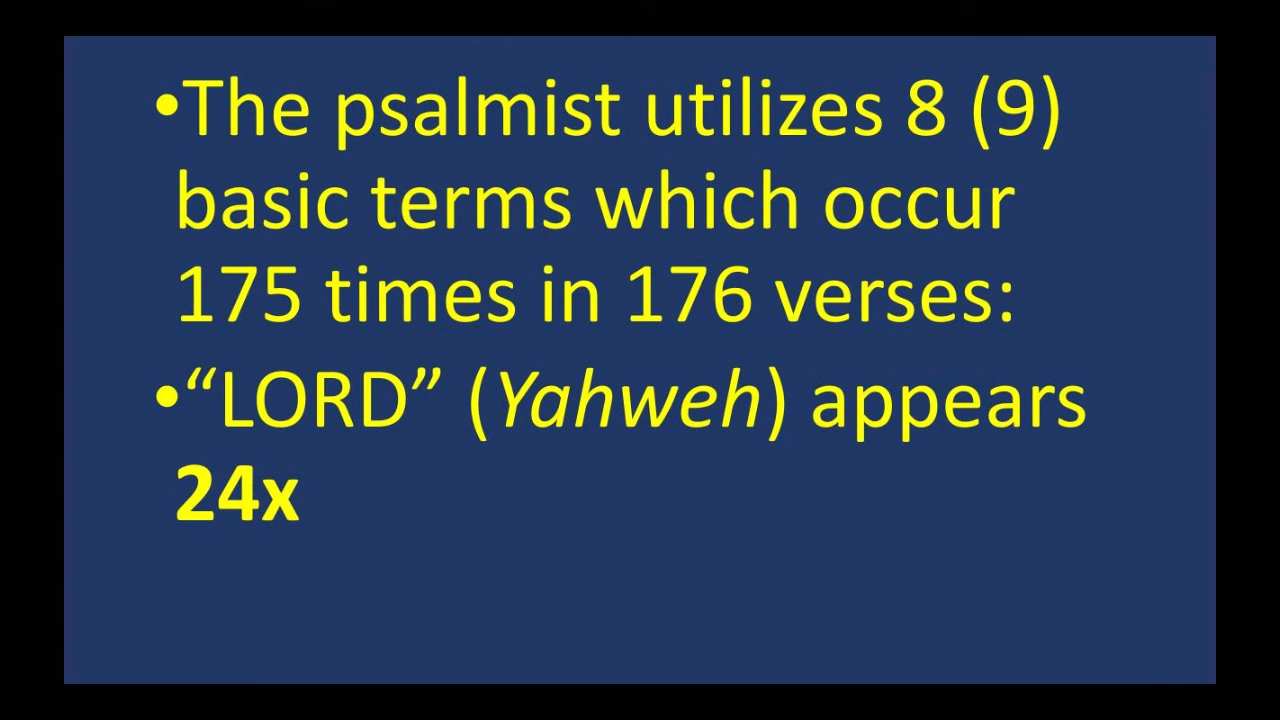 •The psalmist utilizes 8 (9)
basic terms which occur
175 times in 176 verses:
•“LORD” (Yahweh) appears
24x